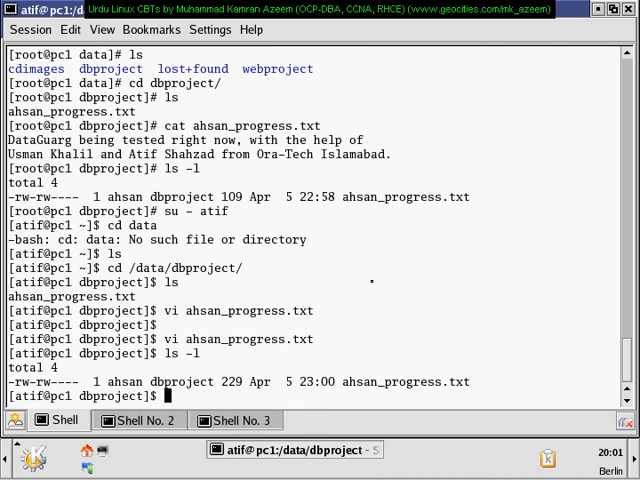 atif@pc1:/d
Urdu Linux CBTs by Muhammad Kamran Azeem (OCP-DBA, CCNA, RHCE) (www.geocities.com/mk_azeem)
Session Edit View Bookmarks Settings Help
[root@pc1 data]# ls
cdimages dbproject lost+found webproject
[root@pc1 data]# cd dbproject/
[root@pc1 dbproject]# ls
ahsan_progress.txt
[root@pc1 dbproject]# cat ahsan_progress.txt
DataGuarg being tested right now, with the help of
Usman Khalil and Atif Shahzad from Ora-Tech Islamabad.
[root@pc1 dbproject]# ls -l
total 4
-rw-rw---- 1 ahsan dbproject 109 Apr 5 22:58 ahsan_progress.txt
[root@pc1 dbproject]# su - atif
[atif@pc1 ~]$ cd data
-bash: cd: data: No such file or directory
[atif@pc1 ~]$ ls
[atif@pc1 ~]$ cd /data/dbproject/
[atif@pc1 dbproject]$ ls
ahsan_progress.txt
[atif@pc1 dbproject]$ vi ahsan_progress.txt
[atif@pc1 dbproject]$
[atif@pc1 dbproject]$ vi ahsan_progress.txt
[atif@pc1 dbproject]$ ls -l
total 4
-rw-rw---- 1 ahsan dbproject 229 Apr 5 23:00 ahsan_progress.txt
[atif@pc1 dbproject]$
Shell Shell No. 2 Shell No. 3
atif@pc1:/data/dbproject - S
20:01
Berlin